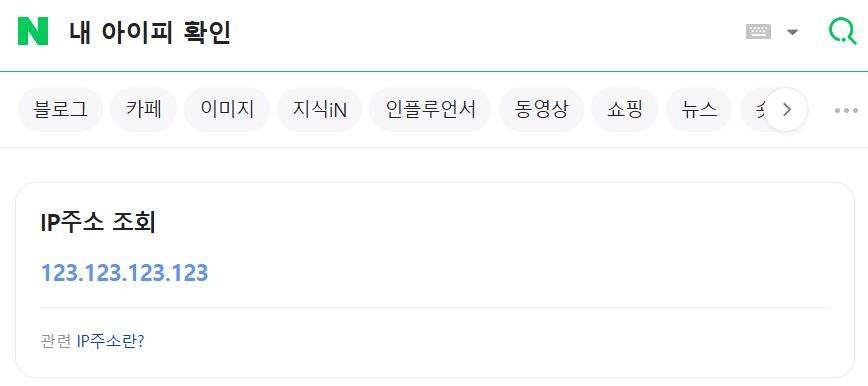 N 내 아이피 확인
블로그 카페 이미지 지식iN 인플루언서 동영상 쇼핑 뉴스
IP주소 조회
123.123.123.123
관련 IP주소란?